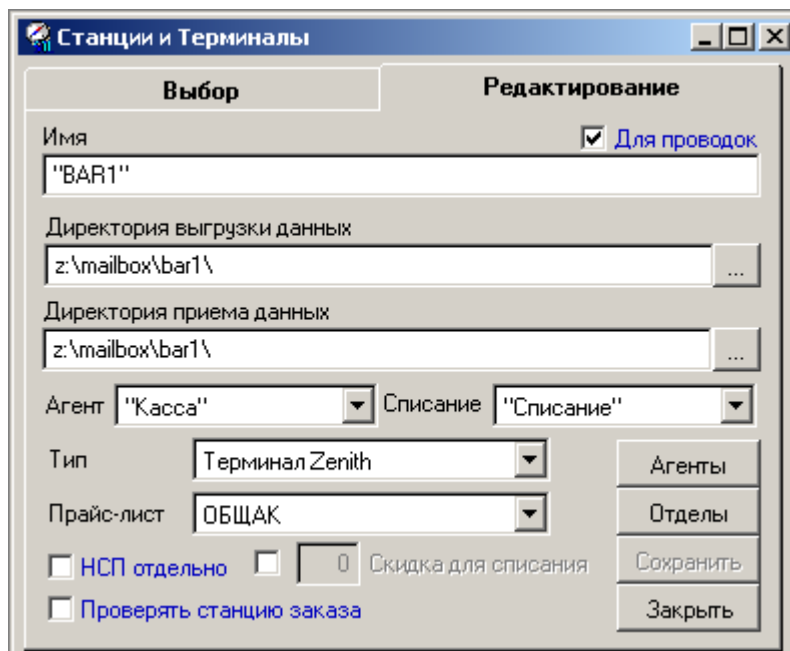 Станции и Терминалы
Выбор
Редактирование
Имя
Для проводок
"BAR1"
Директория выгрузки данных
z:\mailbox\bar1\
...
Директория приема данных
z:\mailbox\bar1\
...
Агент "Касса" Списание "Списание"
Тип Терминал Zenith Агенты
Прайс-лист ОБЩАК Отделы
НСП отдельно 0 Скидка для списания Сохранить
Проверять станцию заказа Закрыть